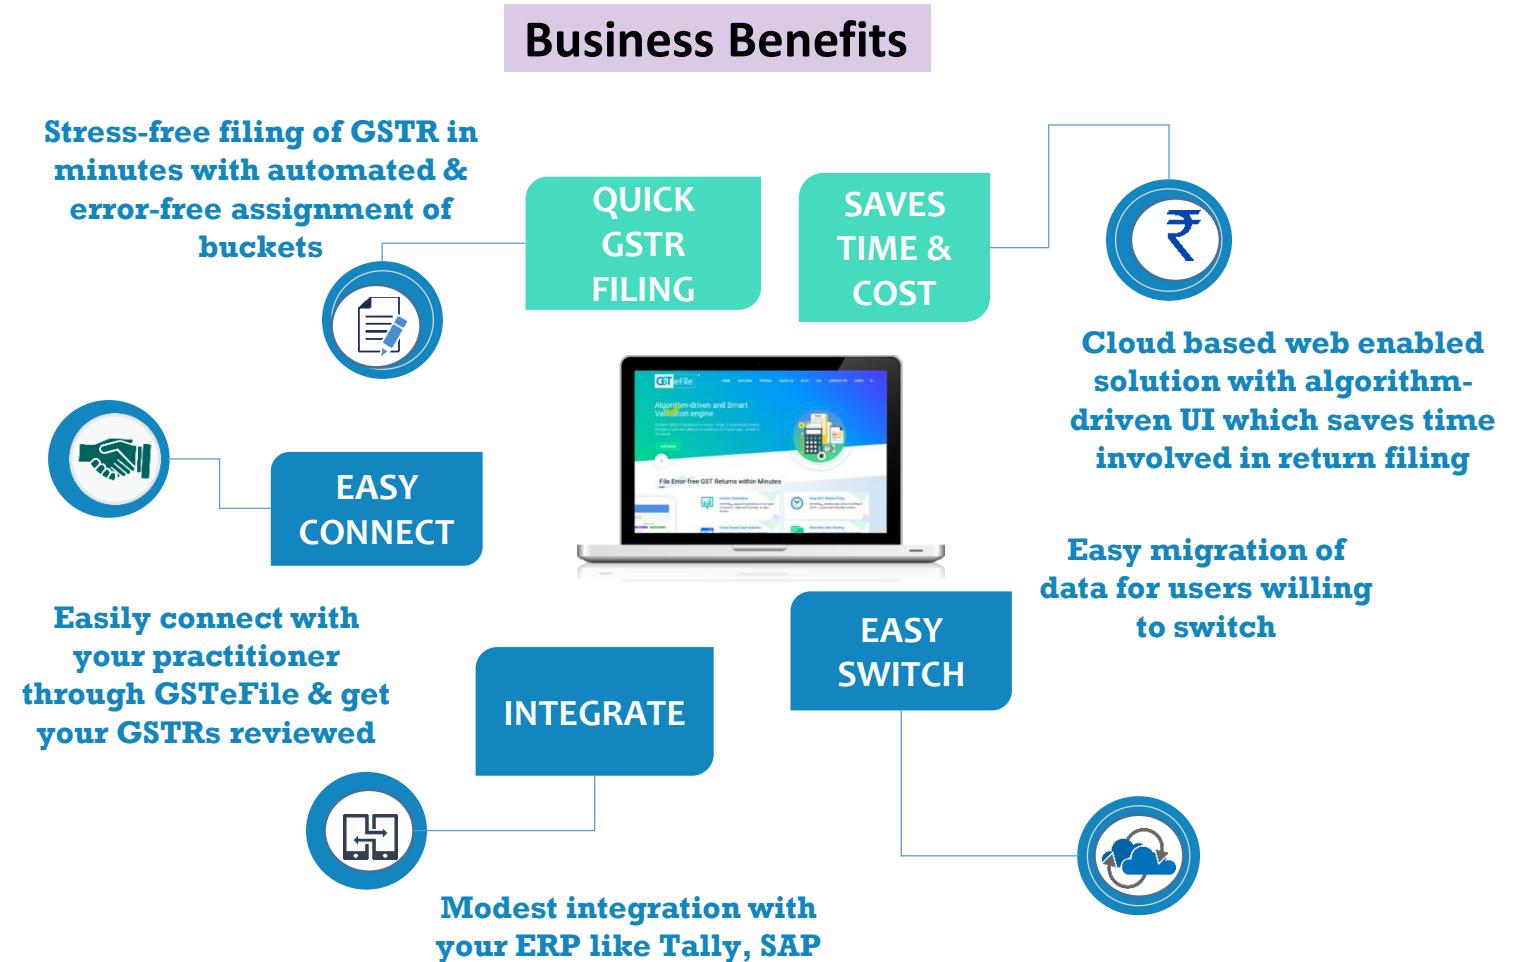 Business Benefits
Stress-free filing of GSTR in
minutes with automated &
error-free assignment of
buckets
QUICK
GSTR
FILING
SAVES
TIME &
COST
Cloud based web enabled
solution with algorithm-
driven UI which saves time
involved in return filing
GSTeFile
Algorithm-driven and Smart
Validation engine
File Error-free GST Returns within Minutes
EASY
CONNECT
Easily connect with
your practitioner
through GSTeFile & get
your GSTRs reviewed
Easy migration of
data for users willing
to switch
EASY
SWITCH
INTEGRATE
Modest integration with
your ERP like Tally, SAP